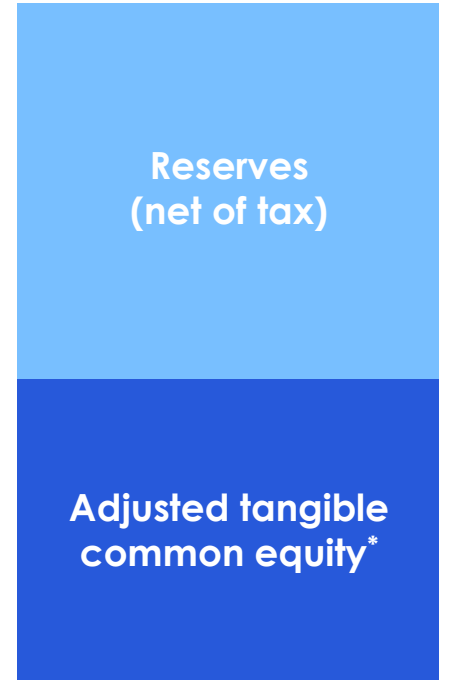 Reserves
(net of tax)
Adjusted tangible
common equity*